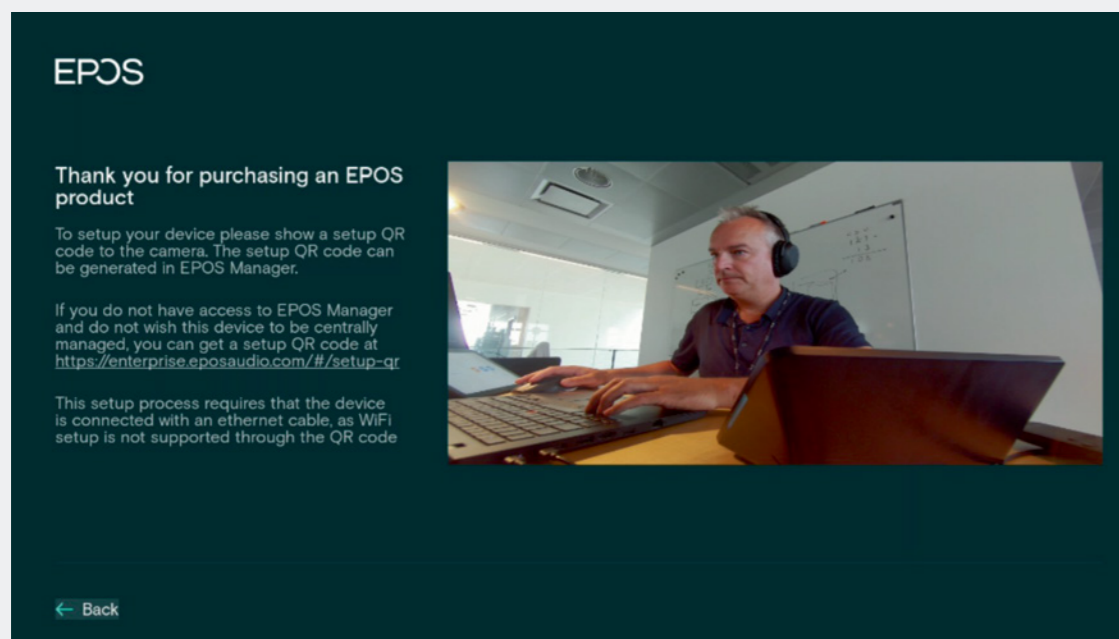 EPOS
Thank you for purchasing an EPOS
product
To setup your device please show a setup QR
code to the camera. The setup QR code can
be generated in EPOS Manager.
If you do not have access to EPOS Manager
and do not wish this device to be centrally
managed, you can get a setup QR code at
https://enterprise.eposaudio.com/#/setup-qr
This setup process requires that the device
is connected with an ethernet cable, as WiFi
setup is not supported through the QR code
← Back